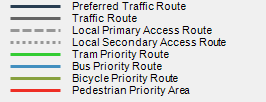 Preferred Traffic Route
Traffic Route
Local Primary Access Route
Local Secondary Access Route
Tram Priority Route
Bus Priority Route
Bicycle Priority Route
Pedestrian Priority Area